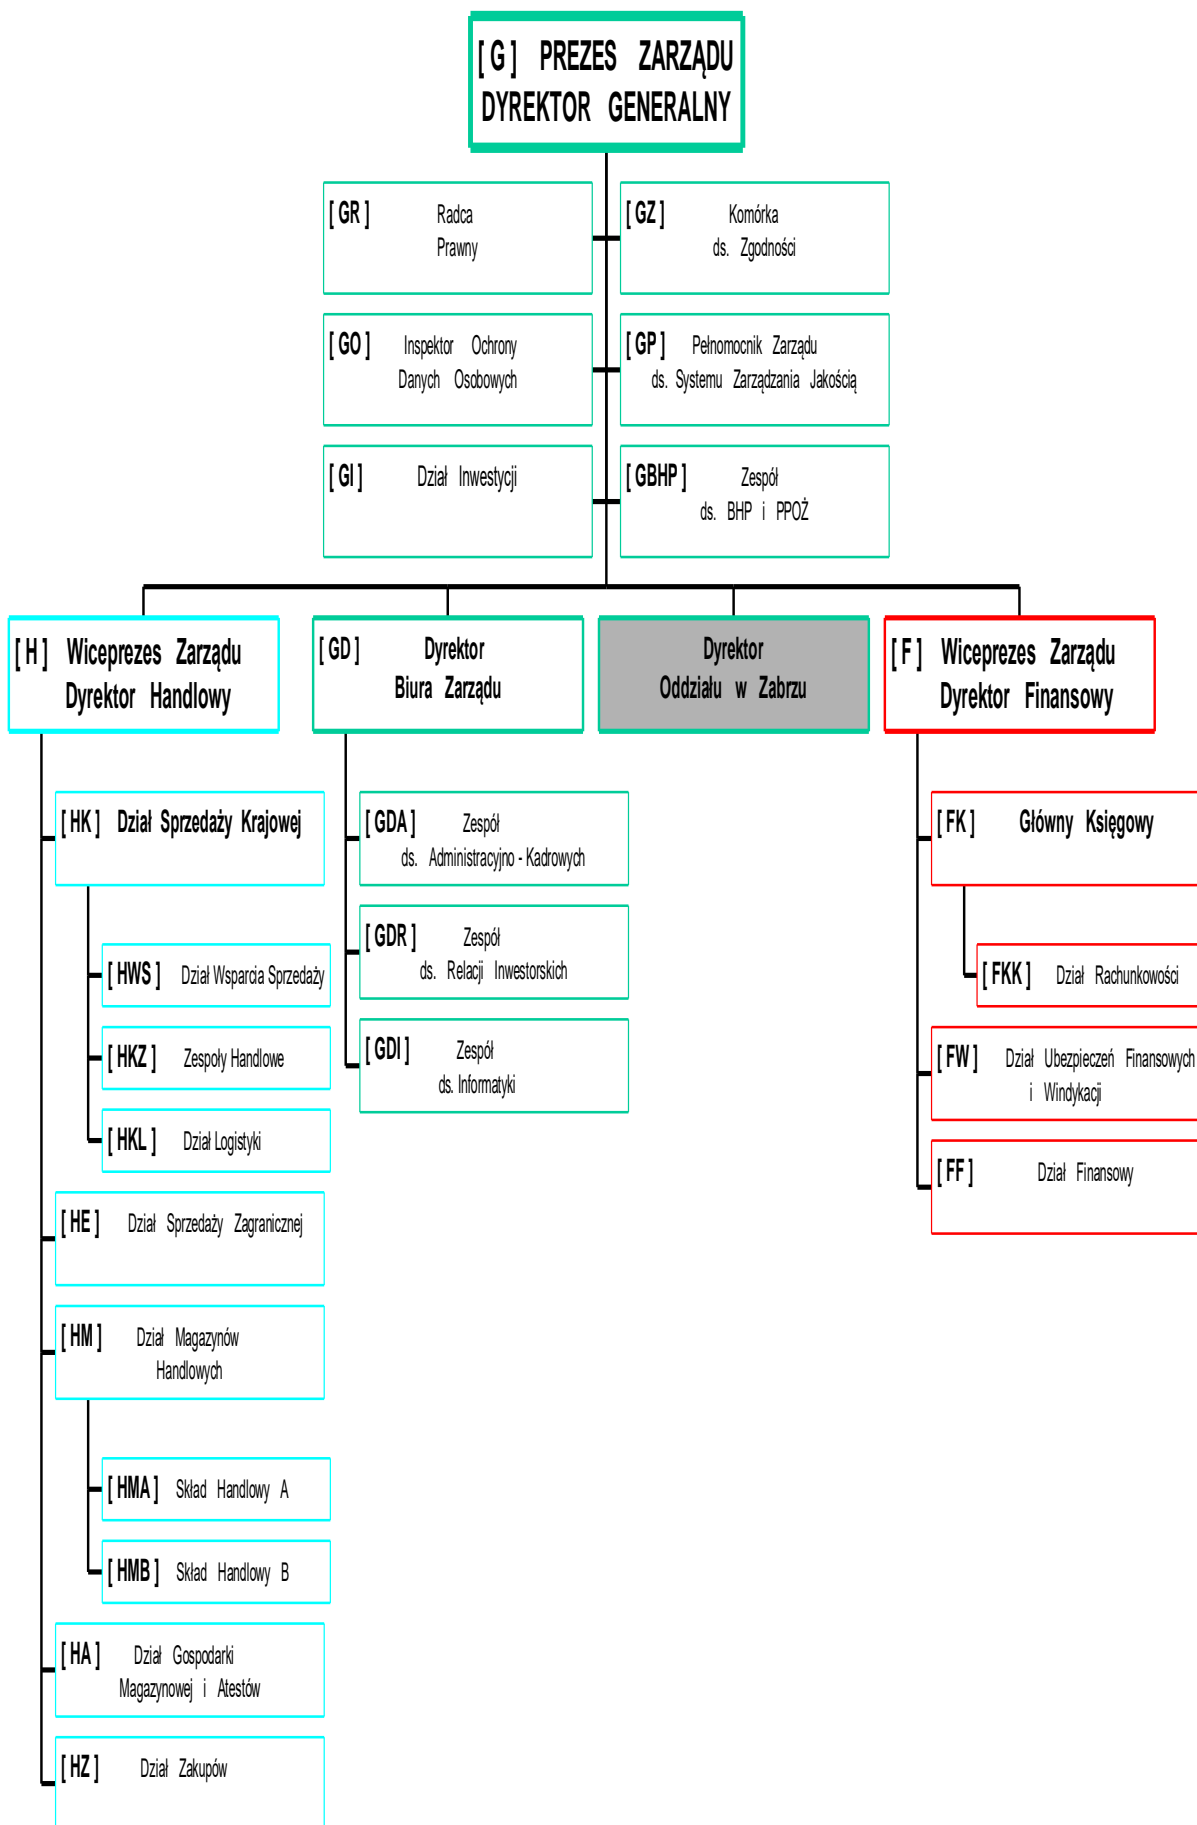 [ G ] PREZES ZARZĄDU
DYREKTOR GENERALNY
[ GR ] Radca
Prawny
[ GZ ] Komórka
ds. Zgodności
[ GO ] Inspektor Ochrony
Danych Osobowych
[ GP ] Pełnomocnik Zarządu
ds. Systemu Zarządzania Jakością
[ GI ] Dział Inwestycji
[ GBHP ] Zespół
ds. BHP i PPOŻ
[ H ] Wiceprezes Zarządu
Dyrektor Handlowy
[ GD ] Dyrektor
Biura Zarządu
Dyrektor
Oddziału w Zabrzu
[ F ] Wiceprezes Zarządu
Dyrektor Finansowy
[ HK ] Dział Sprzedaży Krajowej
[ HWS ] Dział Wsparcia Sprzedaży
[ HKZ ] Zespoły Handlowe
[ HKL ] Dział Logistyki
[ HE ] Dział Sprzedaży Zagranicznej
[ HM ] Dział Magazynów
Handlowych
[ HMA ] Skład Handlowy A
[ HMB ] Skład Handlowy B
[ HA ] Dział Gospodarki
Magazynowej i Atestów
[ HZ ] Dział Zakupów
[ GDA ] Zespół
ds. Administracyjno - Kadrowych
[ GDR ] Zespół
ds. Relacji Inwestorskich
[ GDI ] Zespół
ds. Informatyki
[ FK ] Główny Księgowy
[ FKK ] Dział Rachunkowości
[ FW ] Dział Ubezpieczeń Finansowych
i Windykacji
[ FF ] Dział Finansowy